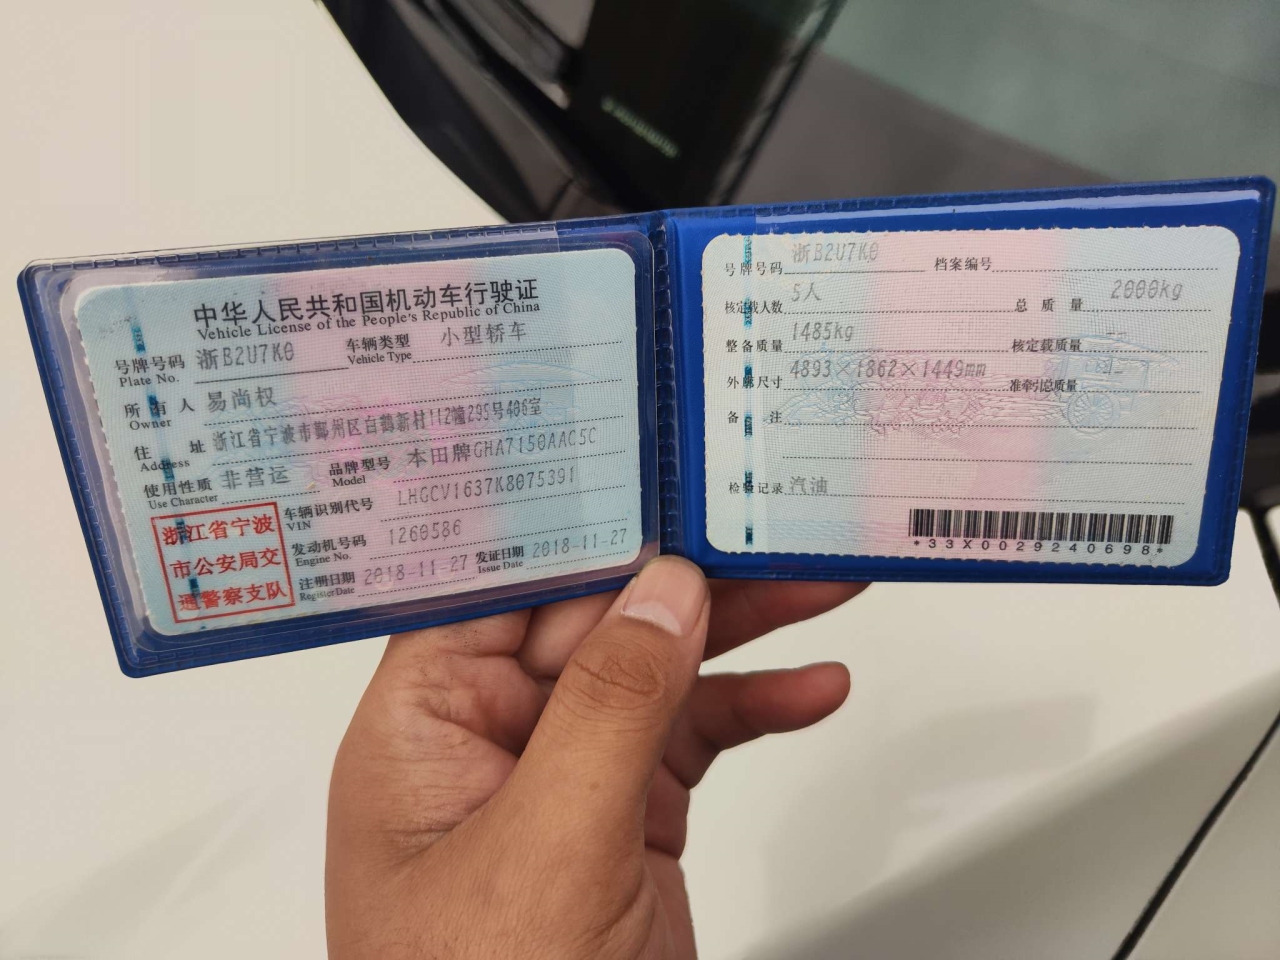 中华人民共和国机动车行驶证
Vehicle License of the People's Republic of China
号牌号码 浙B2U7K0 车辆类型 小型轿车
Plate No. Vehicle Type
所有人 易尚权
Owner
住址 浙江省宁波市鄞州区白鹤新村112幢295号406室
Address
使用性质 非营运 品牌型号 本田牌GHA7150AAC5C
Use Character Model
车辆识别代号 LHGCV1637K8075391
VIN
发动机号码 1260586
Engine No.
注册日期 2018-11-27 发证日期 2018-11-27
Register Date Issue Date
浙江省宁波
市公安局交
通警察支队
号牌号码 浙B2U7K0 档案编号
核定载人数 5人 总质量 2000kg
整备质量 1485kg 核定载质量 --
外廓尺寸 4893×1862×1449mm 准牵引总质量 --
备注
检验记录 汽油
*33X0029240698*